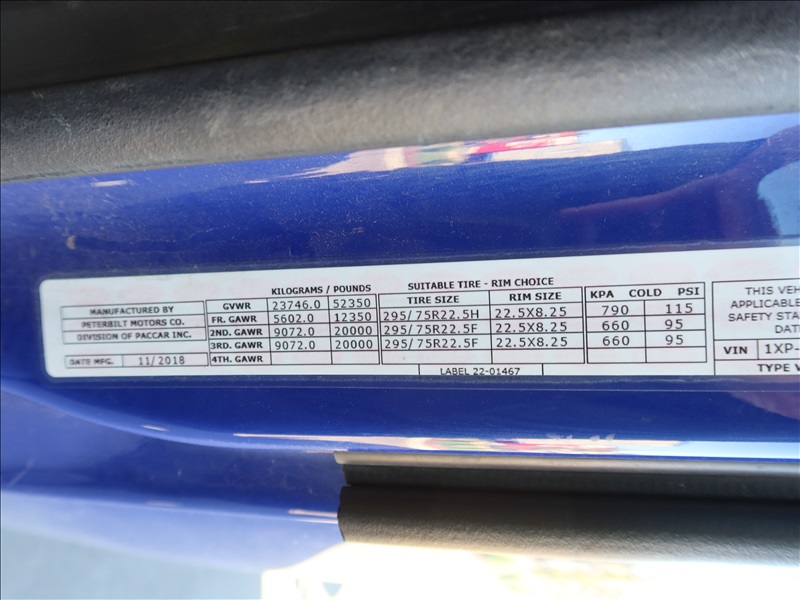 KILOGRAMS / POUNDS SUITABLE TIRE - RIM CHOICE
MANUFACTURED BY
PETERBILT MOTORS CO.
DIVISION OF PACCAR INC.
DATE MFG. 11/2018
TIRE SIZE RIM SIZE KPA COLD PSI
GVWR 23746.0 52350
FR. GAWR 5602.0 12350 295/75R22.5H 22.5X8.25 790 115
2ND. GAWR 9072.0 20000 295/75R22.5F 22.5X8.25 660 95
3RD. GAWR 9072.0 20000 295/75R22.5F 22.5X8.25 660 95
4TH. GAWR
LABEL 22-01467
THIS VEH
APPLICABLE
SAFETY STA
DAT
VIN 1XP-
TYPE V